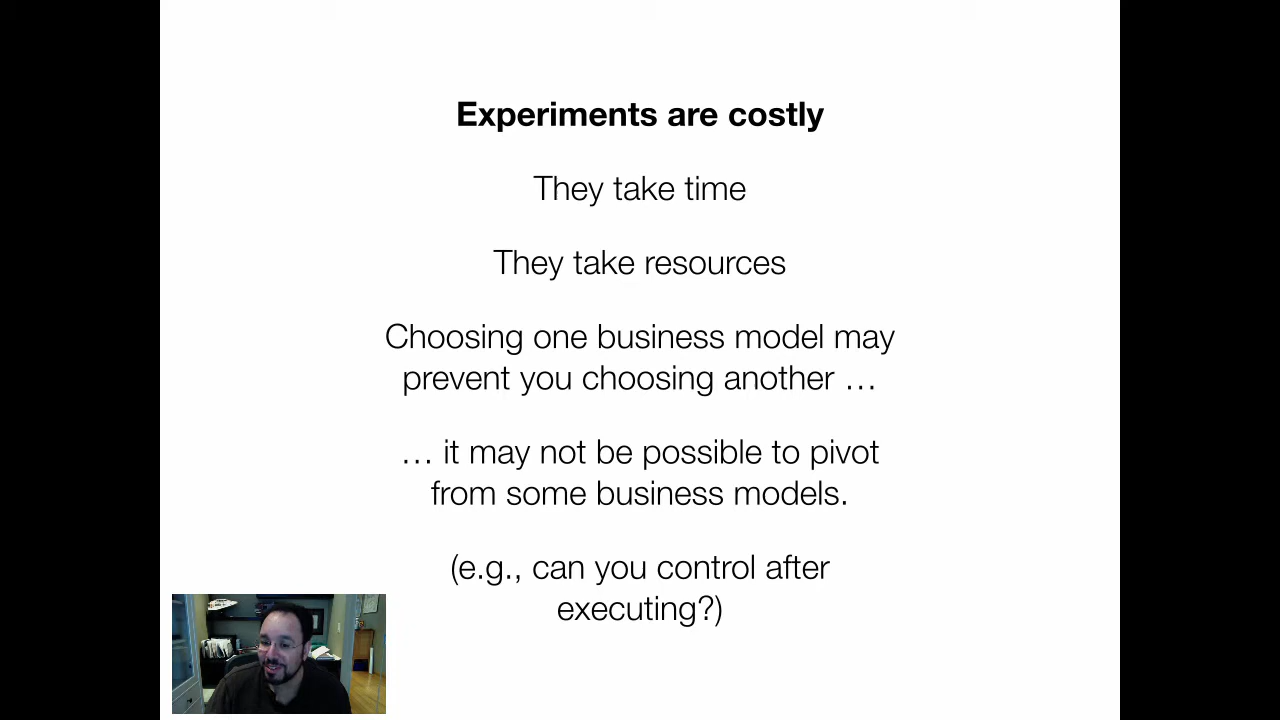 Experiments are costly
They take time
They take resources
Choosing one business model may
prevent you choosing another …
… it may not be possible to pivot
from some business models.
(e.g., can you control after
executing?)